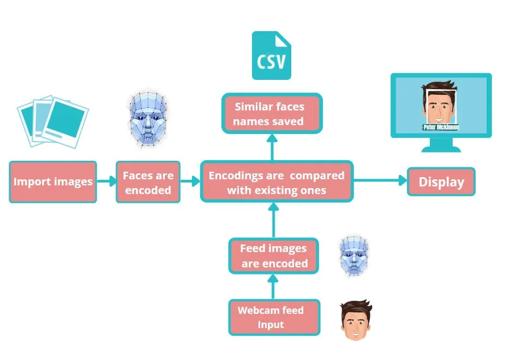 CSV
Similar faces
names saved
Peter McKinnon
Import images
Faces are
encoded
Encodings are compared
with existing ones
Display
Feed images
are encoded
Webcam feed
Input